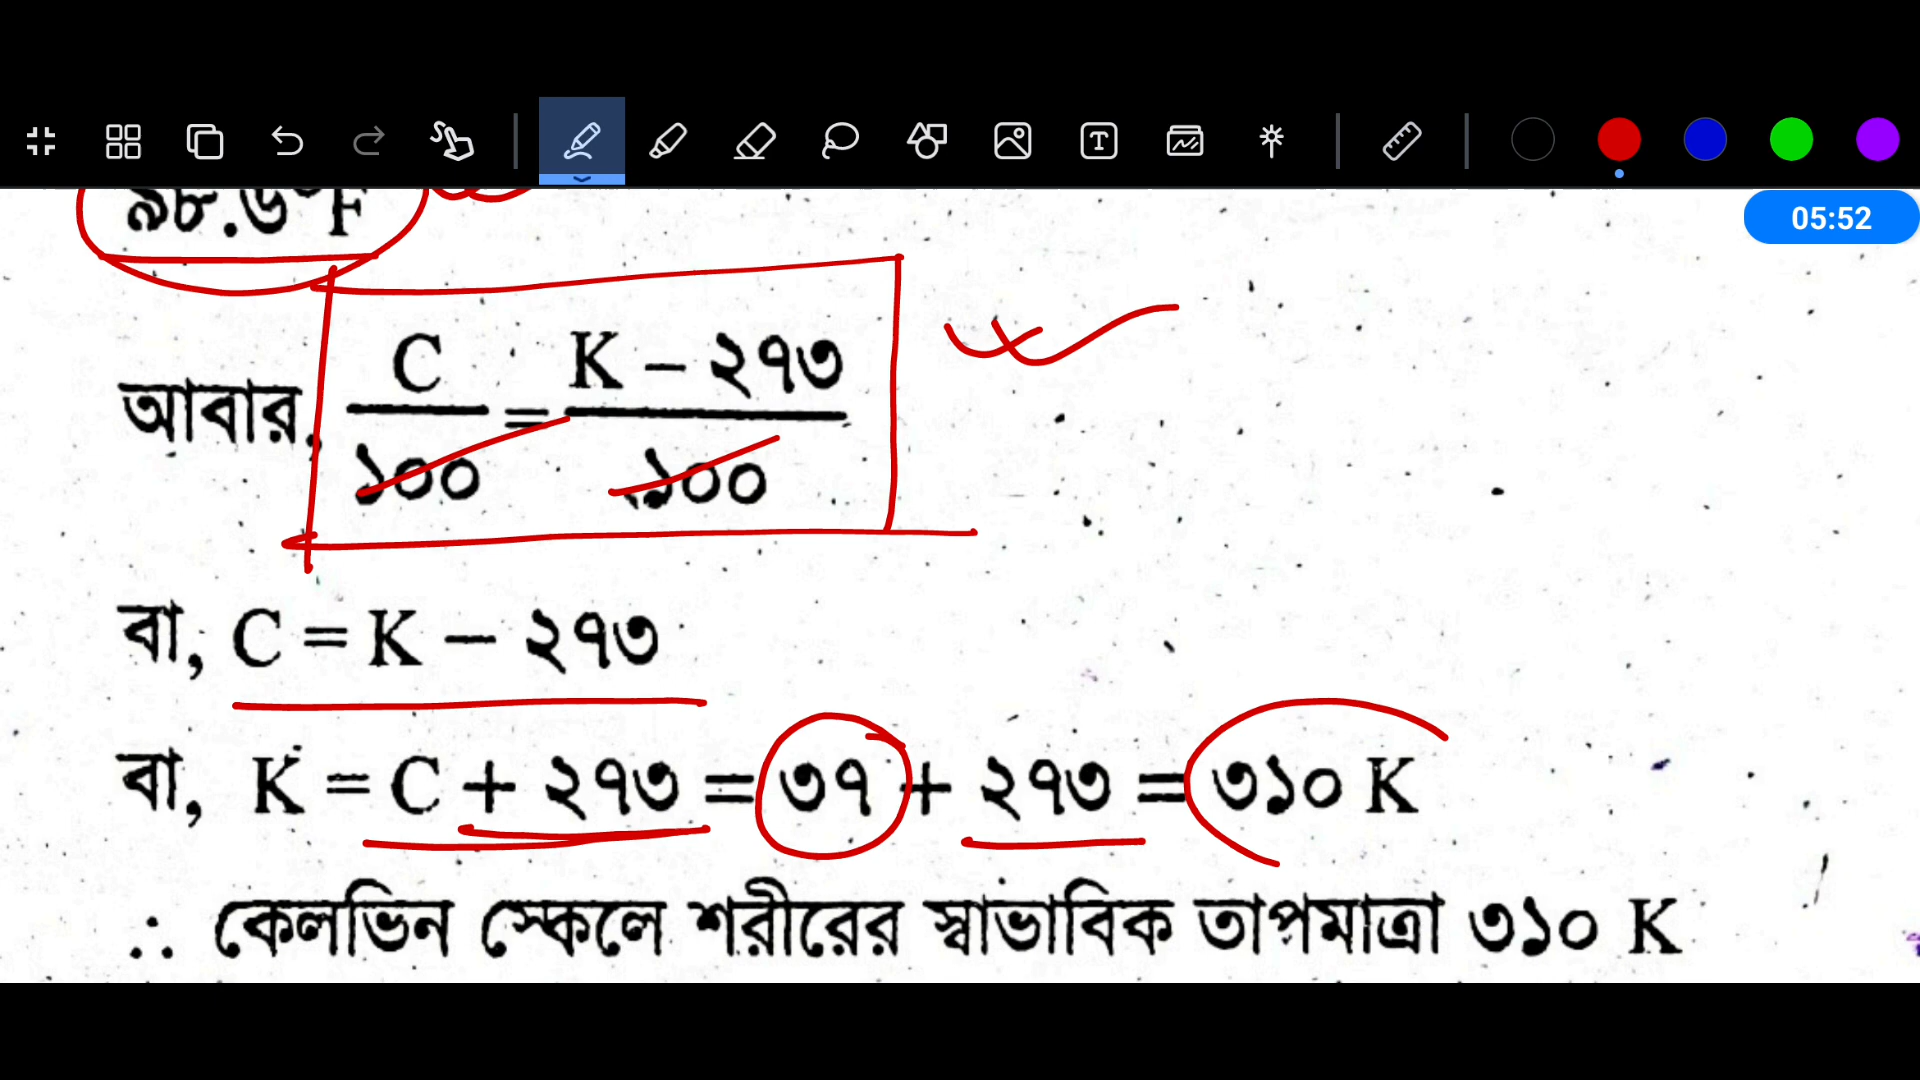 05:52
৯৮.৬°F
আবার, C/১০০ = K – ২৭৩/১০০
বা, C = K – ২৭৩
বা, K = C + ২৭৩ = ৩৭ + ২৭৩ = ৩১০ K
∴ কেলভিন স্কেলে শরীরের স্বাভাবিক তাপমাত্রা ৩১০ K